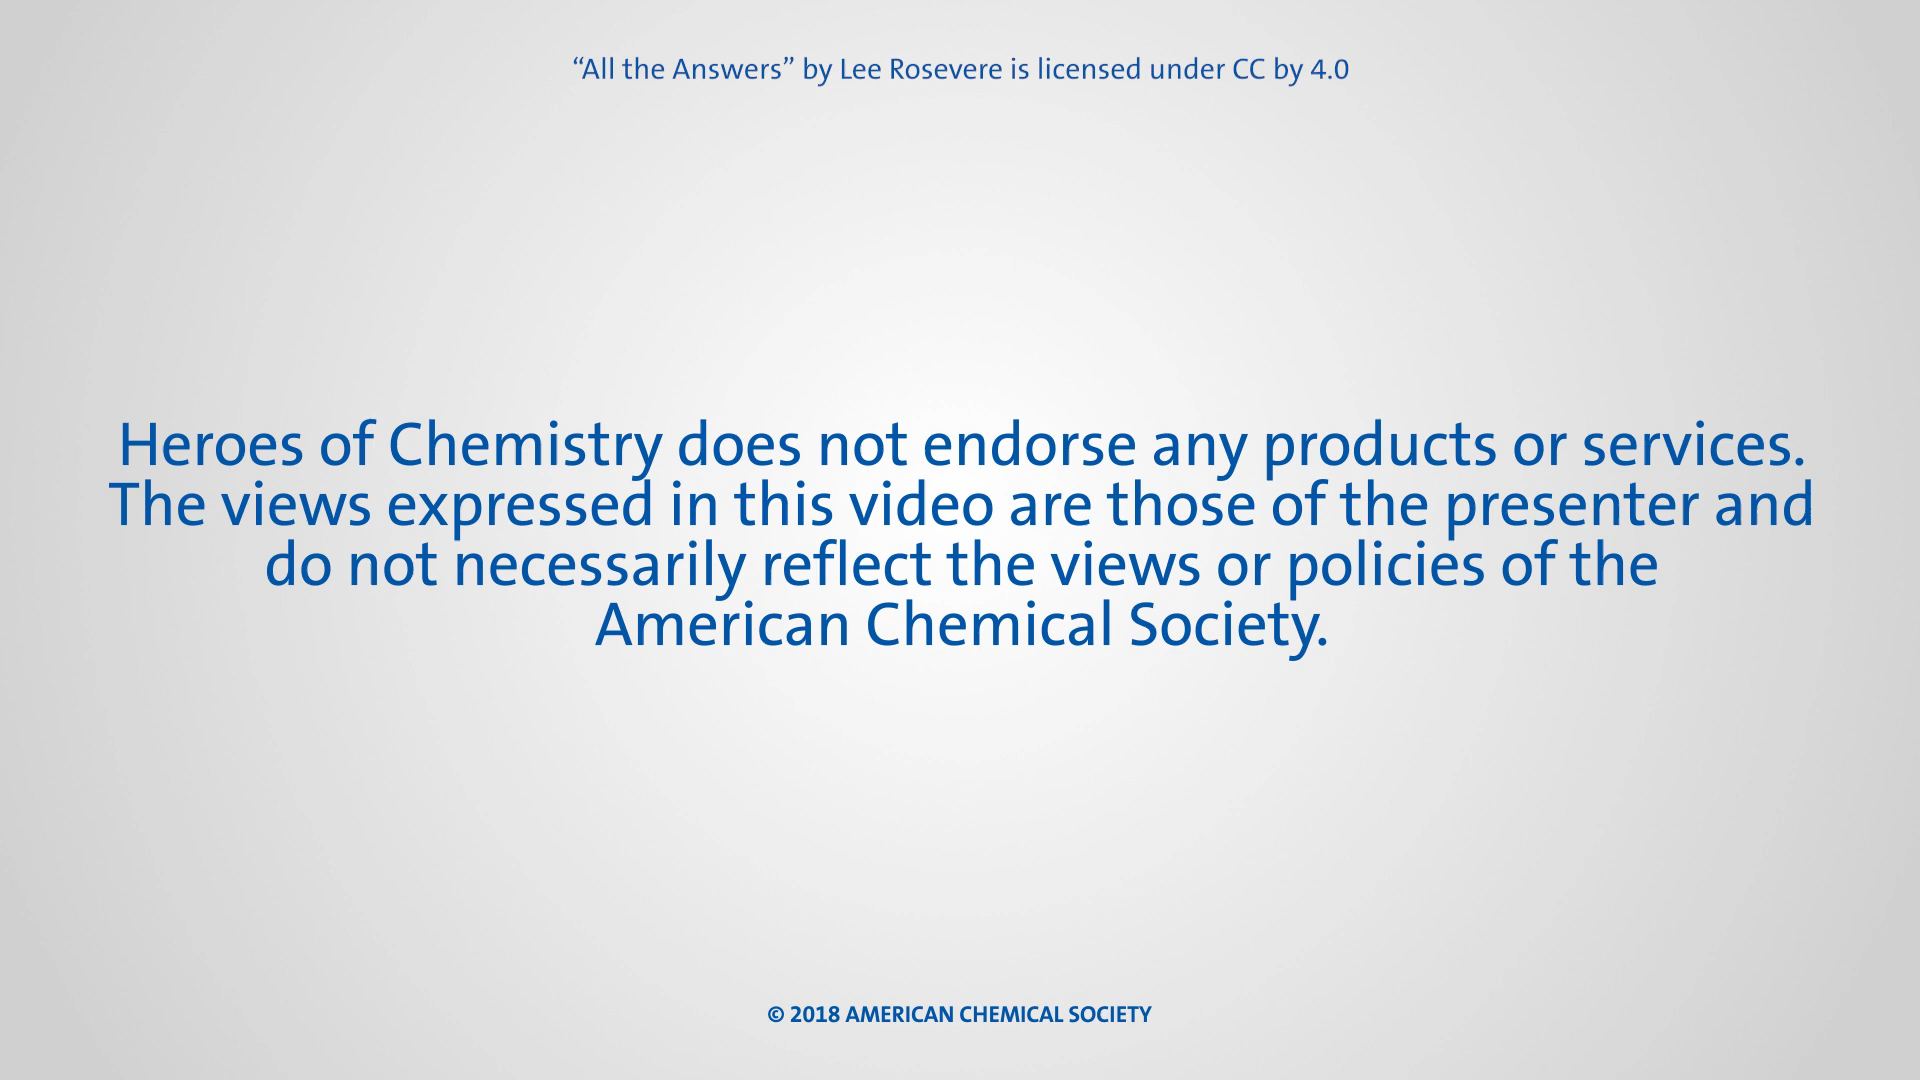 “All the Answers” by Lee Rosevere is licensed under CC by 4.0
Heroes of Chemistry does not endorse any products or services.
The views expressed in this video are those of the presenter and
do not necessarily reflect the views or policies of the
American Chemical Society.
© 2018 AMERICAN CHEMICAL SOCIETY